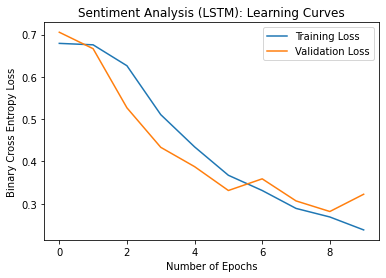 Sentiment Analysis (LSTM): Learning Curves
Training Loss
Validation Loss
Binary Cross Entropy Loss
0.7
0.6
0.5
0.4
0.3
0 2 4 6 8
Number of Epochs